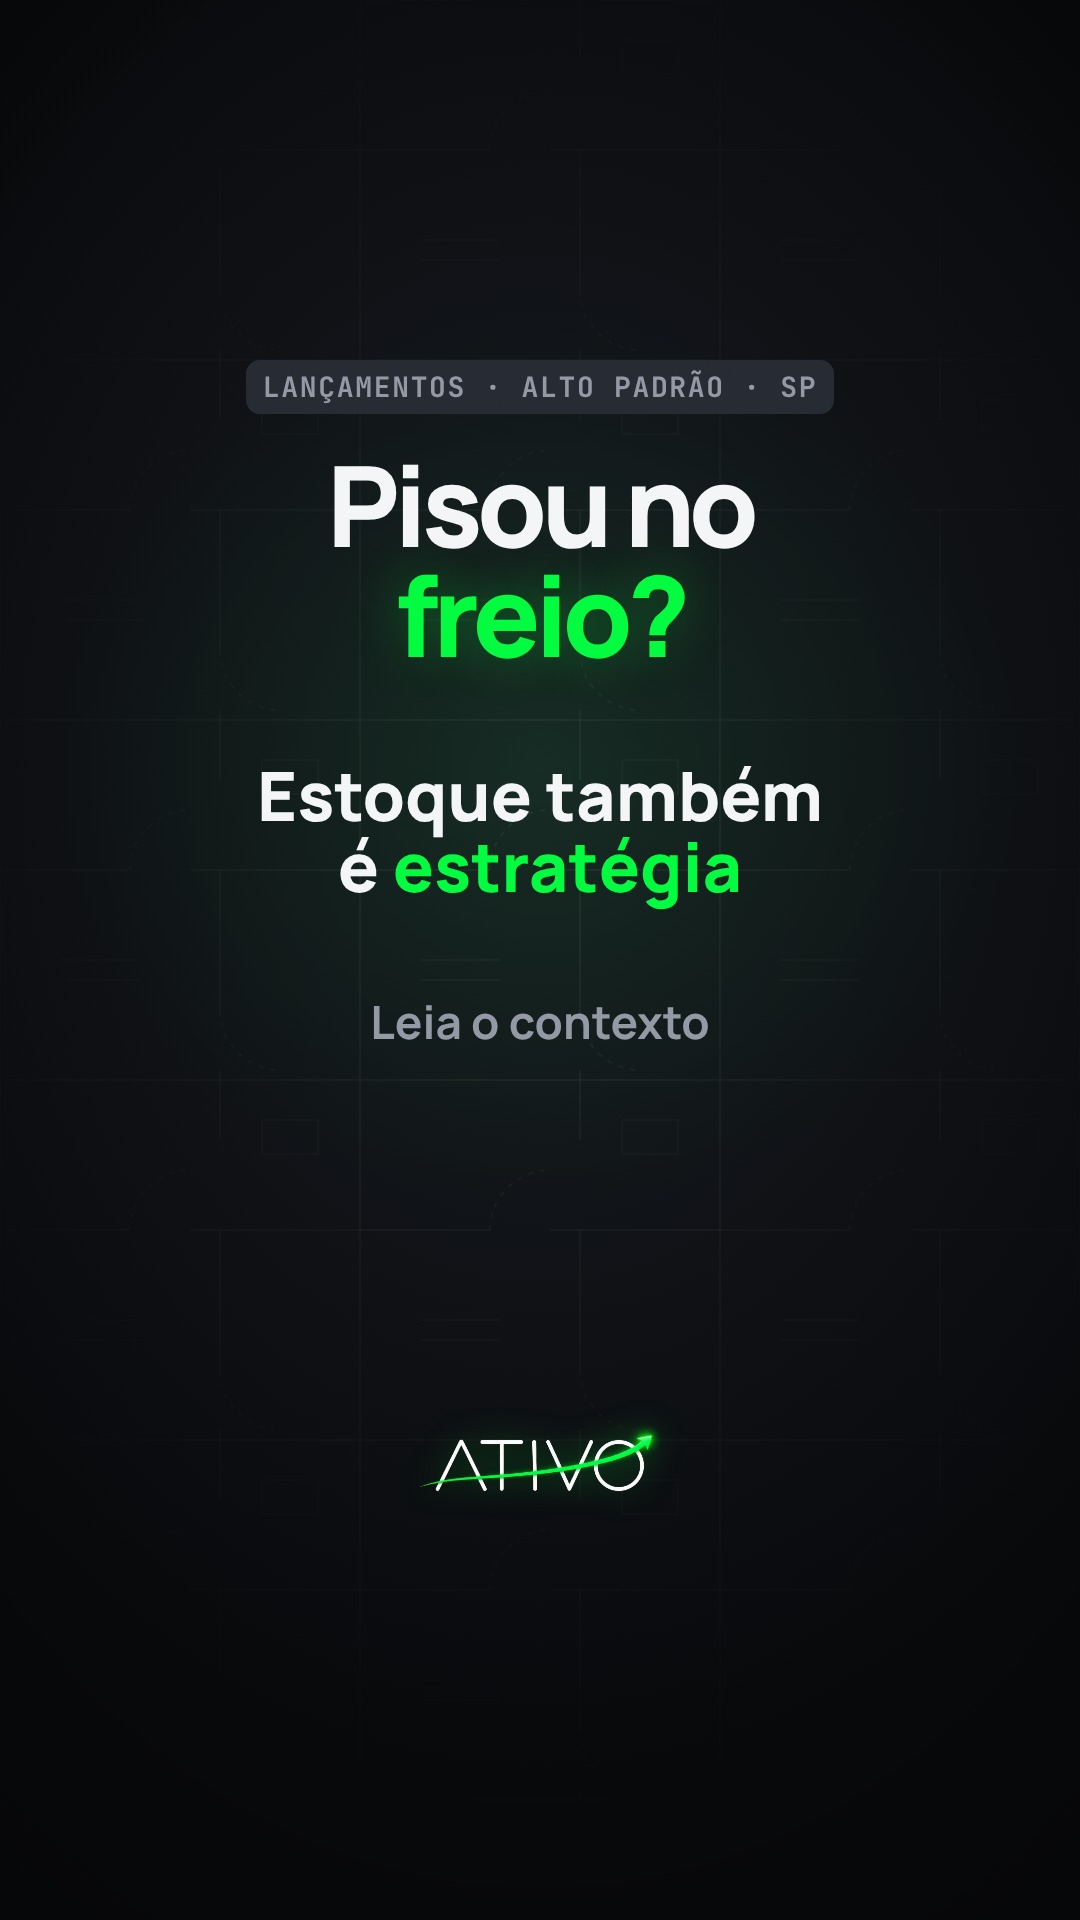 LANÇAMENTOS · ALTO PADRÃO · SP
Pisou no
freio?
Estoque também
é estratégia
Leia o contexto
ATIVO